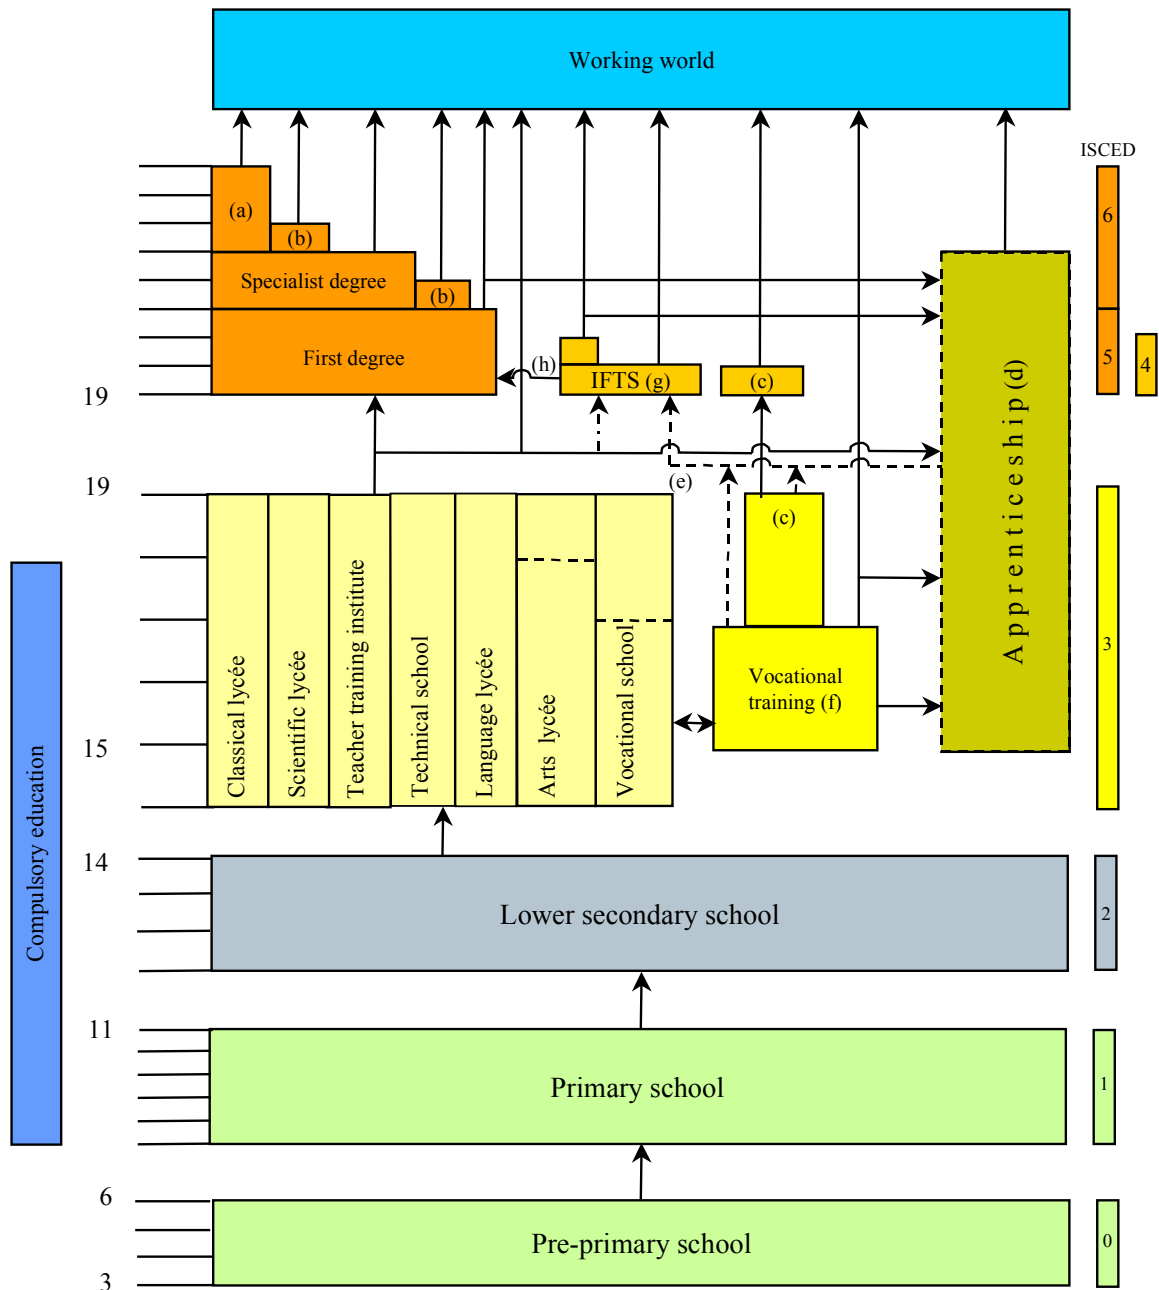 Working world
ISCED
(a)
6
(b)
Specialist degree
(b)
First degree
(h)
IFTS (g)
(c)
5
4
19
Apprenticeship (d)
19
(e)
(c)
3
Classical lycée
Scientific lycée
Teacher training institute
Technical school
Language lycée
Arts lycée
Vocational school
Vocational
training (f)
15
Compulsory education
14
Lower secondary school
2
11
Primary school
1
6
Pre-primary school
0
3